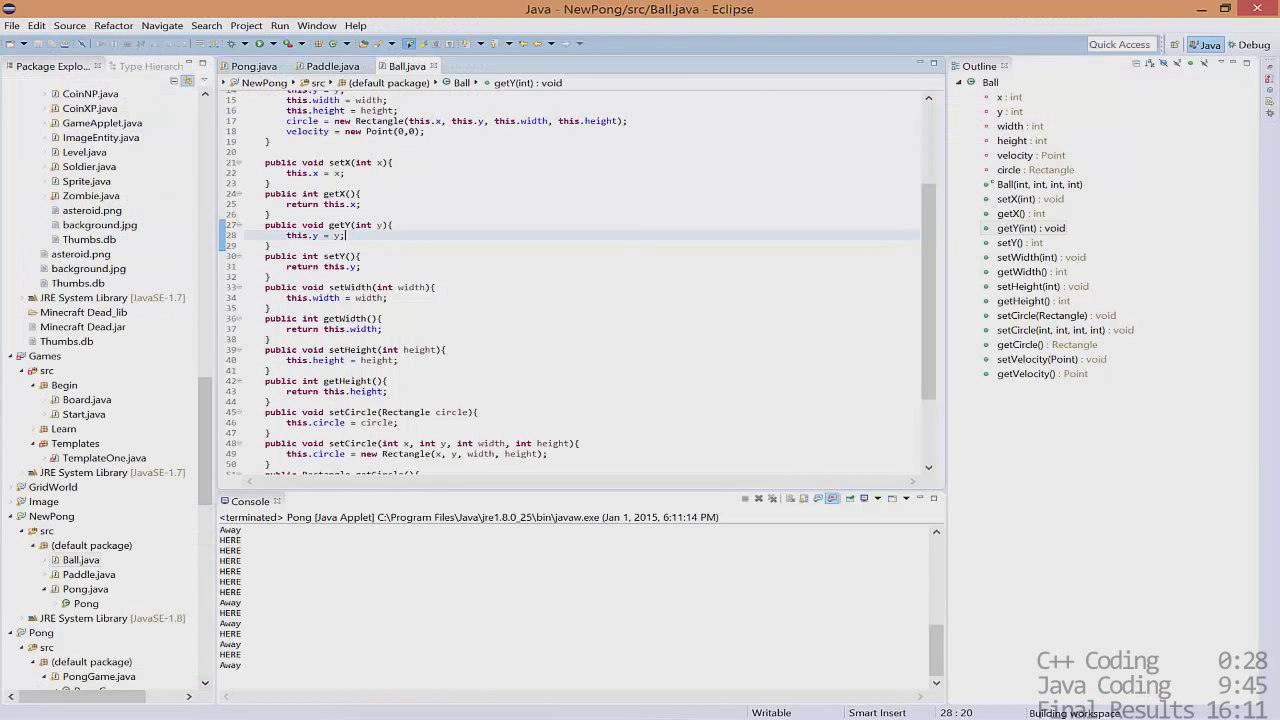 Java - NewPong/src/Ball.java - Eclipse
File Edit Source Refactor Navigate Search Project Run Window Help
Quick Access Java Debug
Package Explo... Type Hierarch
CoinNP.java
CoinXP.java
GameApplet.java
ImageEntity.java
Level.java
Soldier.java
Sprite.java
Zombie.java
asteroid.png
background.jpg
Thumbs.db
asteroid.png
background.jpg
Thumbs.db
JRE System Library [JavaSE-1.7]
Minecraft Dead_lib
Minecraft Dead.jar
Thumbs.db
Games
src
Begin
Board.java
Start.java
Learn
Templates
TemplateOne.java
JRE System Library [JavaSE-1.7]
GridWorld
Image
NewPong
src
(default package)
Ball.java
Paddle.java
Pong.java
Pong
JRE System Library [JavaSE-1.8]
Pong
src
(default package)
PongGame.java
Pong.java Paddle.java Ball.java
NewPong src (default package) Ball getY(int) : void
14 this.y = y;
15 this.width = width;
16 this.height = height;
17 circle = new Rectangle(this.x, this.y, this.width, this.height);
18 velocity = new Point(0,0);
19 }
20
21 public void setX(int x){
22 this.x = x;
23 }
24 public int getX(){
25 return this.x;
26 }
27 public void getY(int y){
28 this.y = y;
29 }
30 public int setY(){
31 return this.y;
32 }
33 public void setWidth(int width){
34 this.width = width;
35 }
36 public int getWidth(){
37 return this.width;
38 }
39 public void setHeight(int height){
40 this.height = height;
41 }
42 public int getHeight(){
43 return this.height;
44 }
45 public void setCircle(Rectangle circle){
46 this.circle = circle;
47 }
48 public void setCircle(int x, int y, int width, int height){
49 this.circle = new Rectangle(x, y, width, height);
50 }
51 public Rectangle getCircle(){
Console
<terminated> Pong [Java Applet] C:\Program Files\Java\jre1.8.0_25\bin\javaw.exe (Jan 1, 2015, 6:11:14 PM)
Away
HERE
HERE
HERE
HERE
HERE
HERE
Away
HERE
Away
HERE
Away
HERE
Away
Outline
Ball
x : int
y : int
width : int
height : int
velocity : Point
circle : Rectangle
Ball(int, int, int, int)
setX(int) : void
getX() : int
getY(int) : void
setY() : int
setWidth(int) : void
getWidth() : int
setHeight(int) : void
getHeight() : int
setCircle(Rectangle) : void
setCircle(int, int, int, int) : void
getCircle() : Rectangle
setVelocity(Point) : void
getVelocity() : Point
C++ Coding 0:28
Java Coding 9:45
Final Results 16:11
Writable Smart Insert 28 : 20 Building workspace